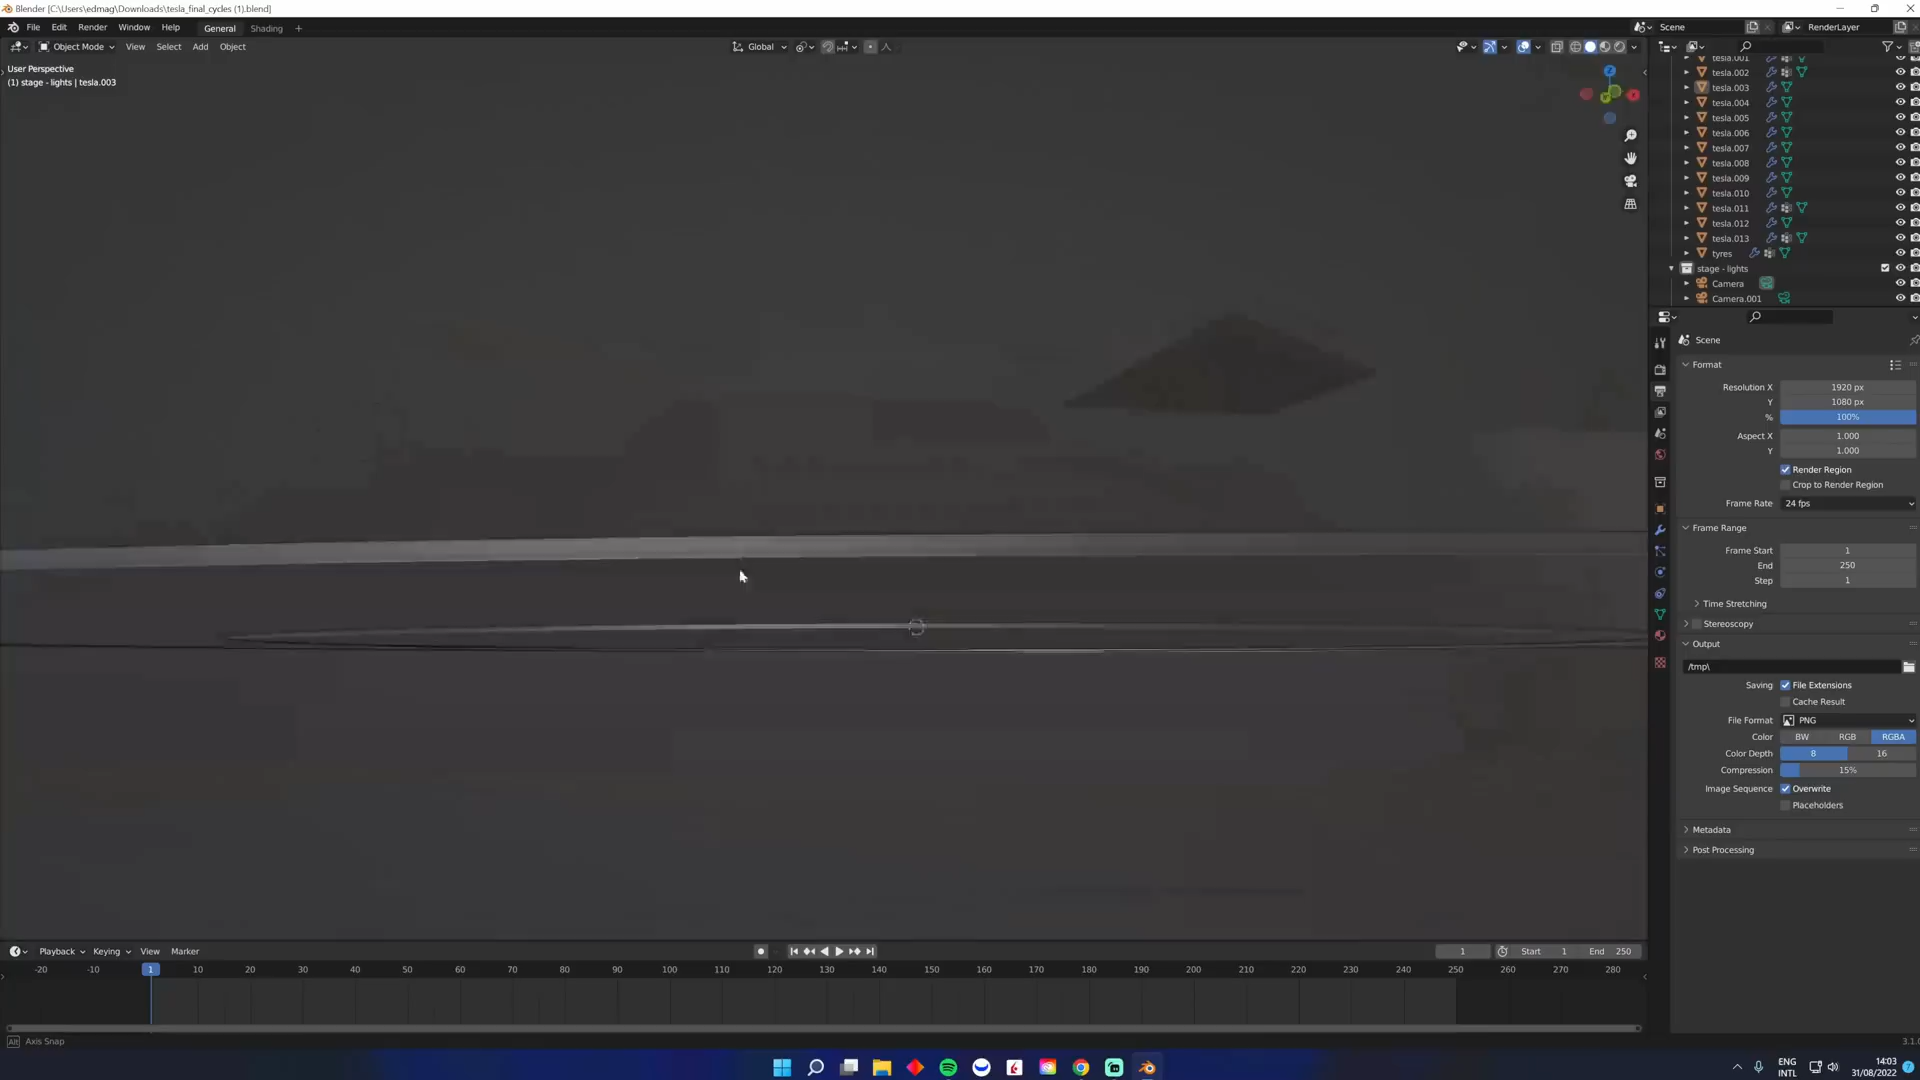 Blender [C:\Users\edmag\Downloads\tesla_final_cycles (1).blend]
File Edit Render Window Help General Shading + Scene RenderLayer
Object Mode View Select Add Object Global
User Perspective
(1) stage - lights | tesla.003
Z
tesla.001
tesla.002
tesla.003
tesla.004
tesla.005
tesla.006
tesla.007
tesla.008
tesla.009
tesla.010
tesla.011
tesla.012
tesla.013
tyres
stage - lights
Camera
Camera.001
Scene
Format
Resolution X 1920 px
Y 1080 px
% 100%
Aspect X 1.000
Y 1.000
Render Region
Crop to Render Region
Frame Rate 24 fps
Frame Range
Frame Start 1
End 250
Step 1
Time Stretching
Stereoscopy
Output
/tmp\
Saving File Extensions
Cache Result
File Format PNG
Color BW RGB RGBA
Color Depth 8 16
Compression 15%
Image Sequence Overwrite
Placeholders
Metadata
Post Processing
Playback Keying View Marker 1 Start 1 End 250
-20 -10 1 10 20 30 40 50 60 70 80 90 100 110 120 130 140 150 160 170 180 190 200 210 220 230 240 250 260 270 280
Alt Axis Snap
ENG
INTL
14:03
31/08/2022